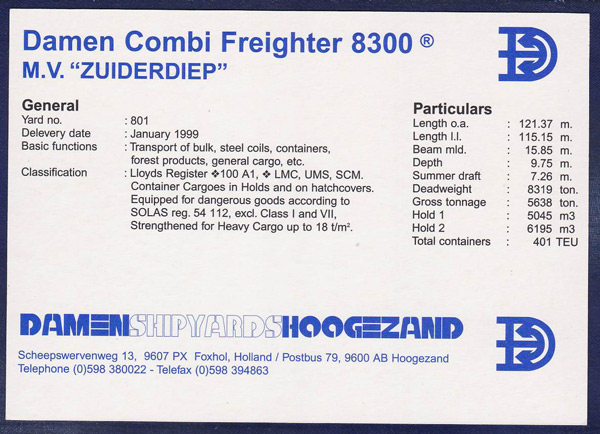 Damen Combi Freighter 8300 ®
M.V. “ZUIDERDIEP”
General
Yard no. : 801
Delevery date : January 1999
Basic functions : Transport of bulk, steel coils, containers,
forest products, general cargo, etc.
Classification : Lloyds Register ❖100 A1, ❖ LMC, UMS, SCM.
Container Cargoes in Holds and on hatchcovers.
Equipped for dangerous goods according to
SOLAS reg. 54 112, excl. Class I and VII,
Strengthened for Heavy Cargo up to 18 t/m².
Particulars
Length o.a. : 121.37 m.
Length l.l. : 115.15 m.
Beam mld. : 15.85 m.
Depth : 9.75 m.
Summer draft : 7.26 m.
Deadweight : 8319 ton.
Gross tonnage : 5638 ton.
Hold 1 : 5045 m3
Hold 2 : 6195 m3
Total containers : 401 TEU
DAMEN SHIPYARDS HOOGEZAND
Scheepswervenweg 13, 9607 PX Foxhol, Holland / Postbus 79, 9600 AB Hoogezand
Telephone (0)598 380022 - Telefax (0)598 394863